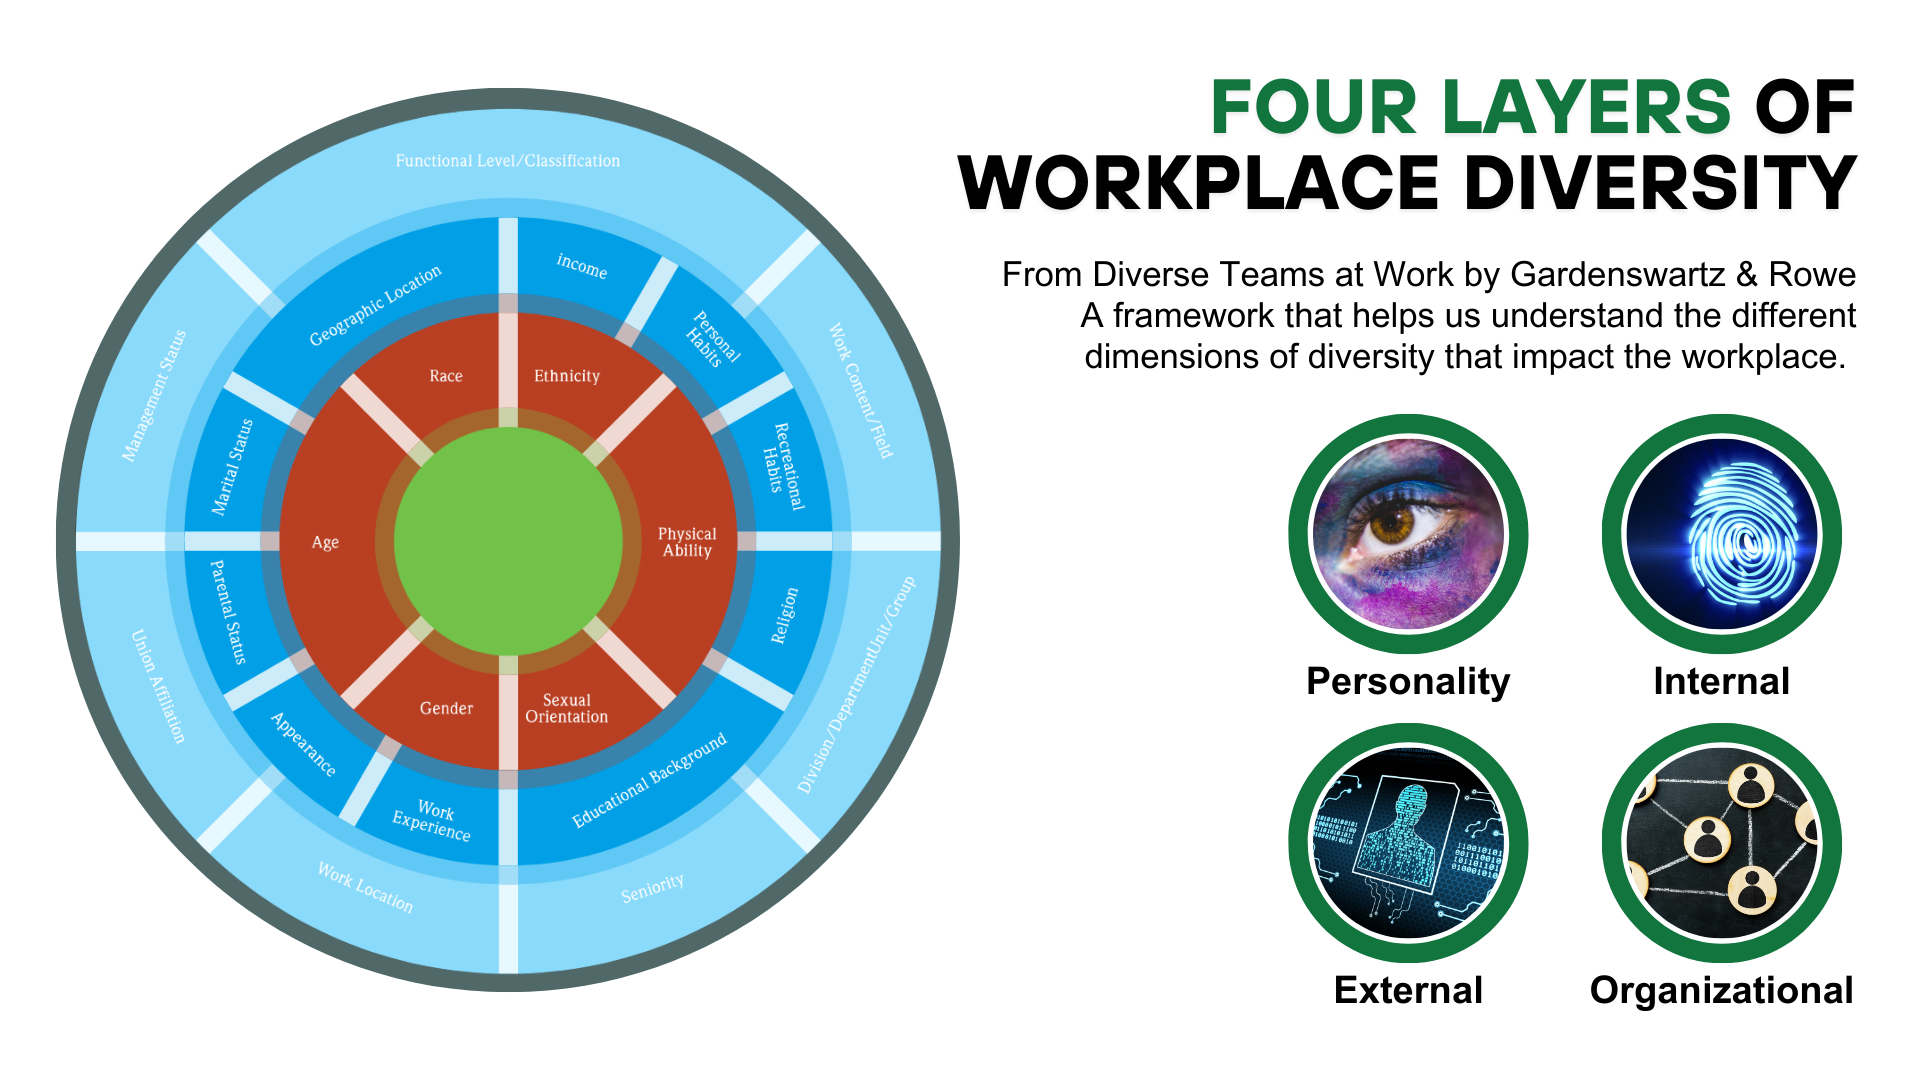 FOUR LAYERS OF
WORKPLACE DIVERSITY
From Diverse Teams at Work by Gardenswartz & Rowe
A framework that helps us understand the different
dimensions of diversity that impact the workplace.
Functional Level/Classification
Work Content/Field
Division/DepartmentUnit/Group
Seniority
Work Location
Union Affiliation
Management Status
Geographic Location
income
Personal
Habits
Recreational
Habits
Religion
Educational Background
Work
Experience
Appearance
Parental Status
Marital Status
Race
Ethnicity
Physical
Ability
Sexual
Orientation
Gender
Age
Personality
Internal
External
Organizational